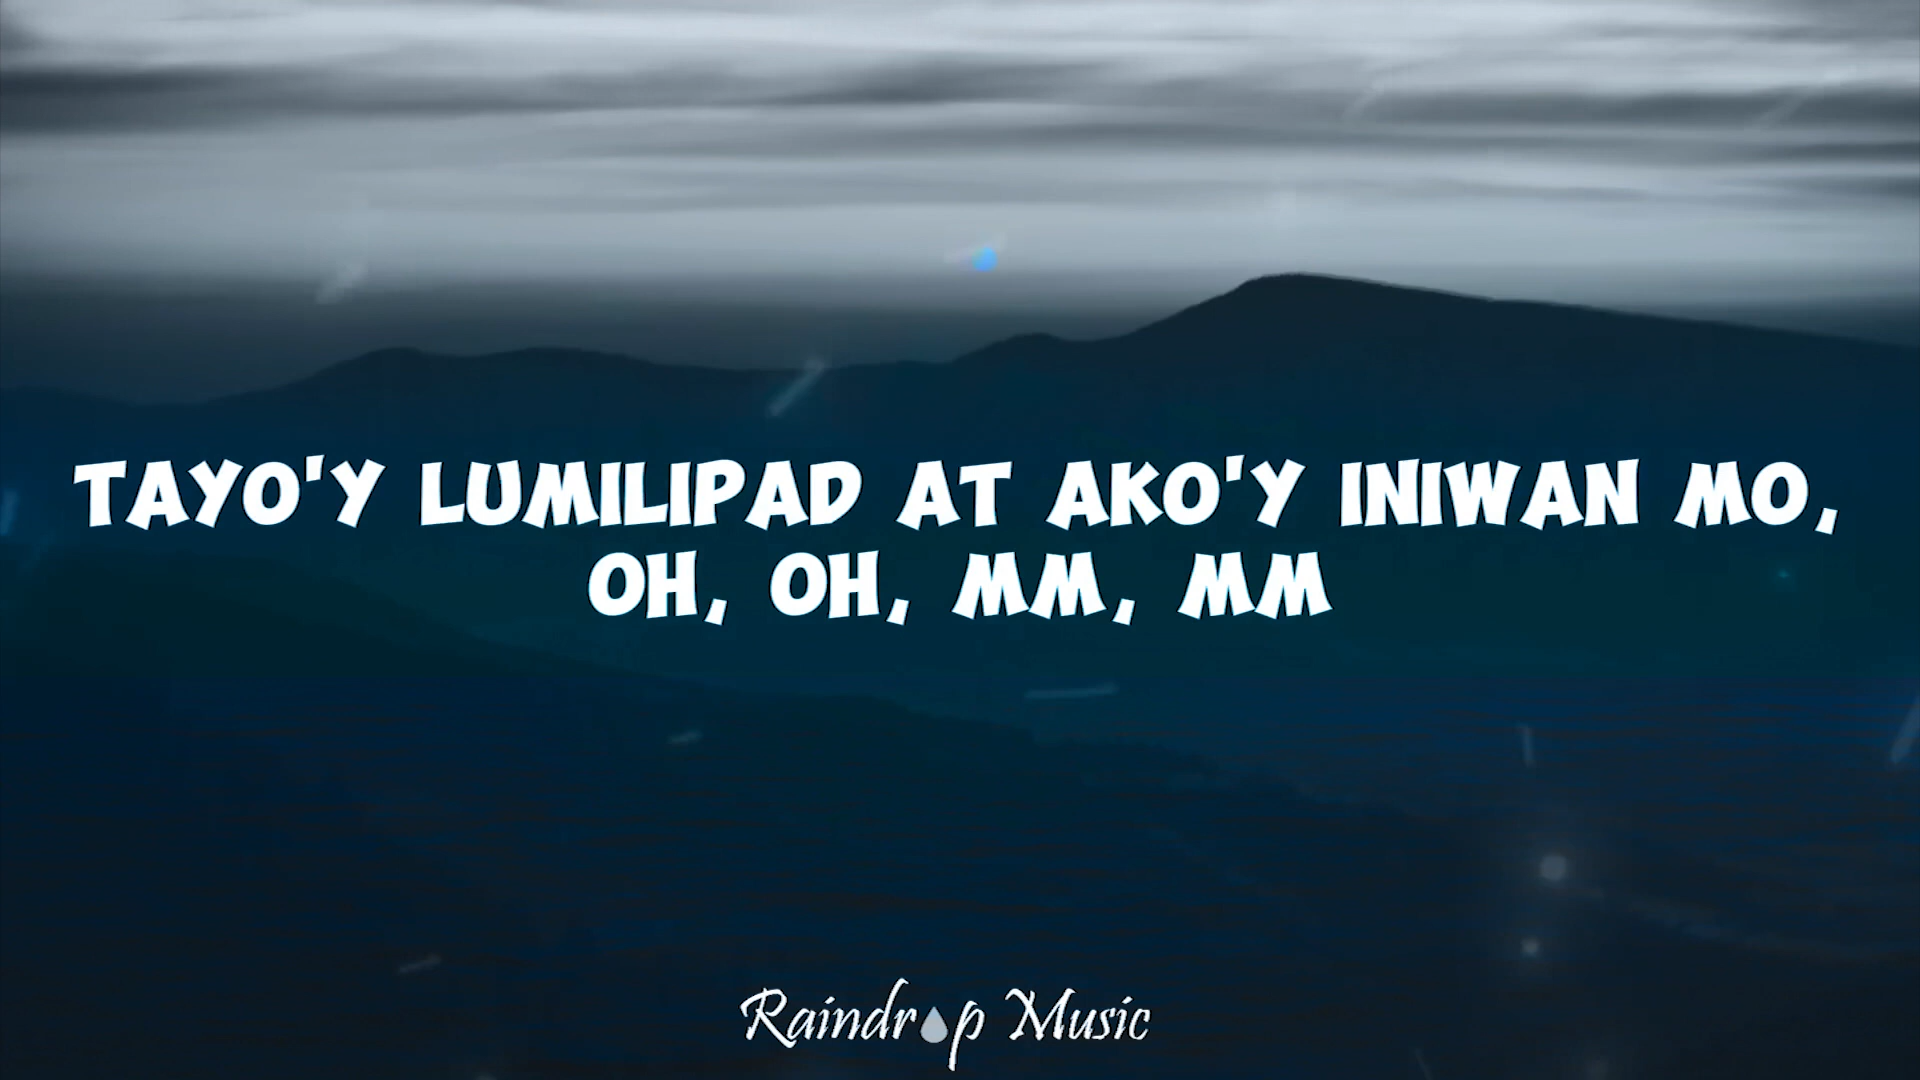 TAYO'Y LUMILIPAD AT AKO'Y INIWAN MO,
OH, OH, MM, MM
Raindrop Music